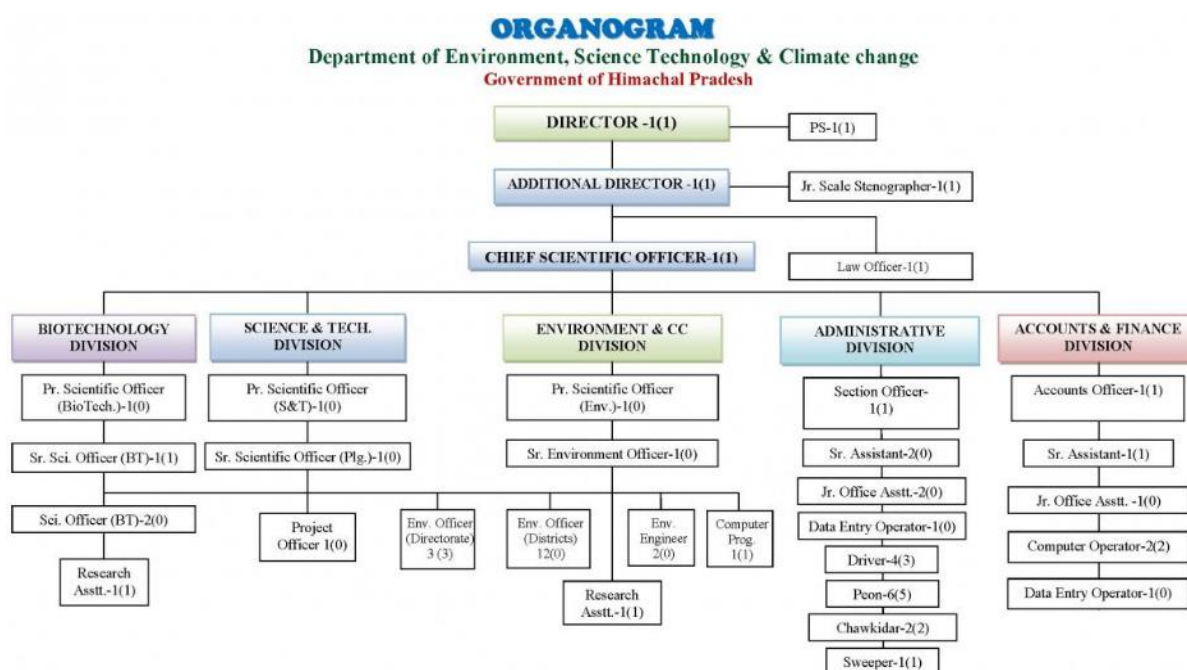 ORGANOGRAM
Department of Environment, Science Technology & Climate change
Government of Himachal Pradesh
DIRECTOR -1(1)
PS-1(1)
ADDITIONAL DIRECTOR -1(1)
Jr. Scale Stenographer-1(1)
CHIEF SCIENTIFIC OFFICER-1(1)
Law Officer-1(1)
BIOTECHNOLOGY
DIVISION
SCIENCE & TECH.
DIVISION
ENVIRONMENT & CC
DIVISION
ADMINISTRATIVE
DIVISION
ACCOUNTS & FINANCE
DIVISION
Pr. Scientific Officer
(BioTech.)-1(0)
Pr. Scientific Officer
(S&T)-1(0)
Pr. Scientific Officer
(Env.)-1(0)
Section Officer-
1(1)
Accounts Officer-1(1)
Sr. Sci. Officer (BT)-1(1)
Sr. Scientific Officer (Plg.)-1(0)
Sr. Environment Officer-1(0)
Sr. Assistant-2(0)
Sr. Assistant-1(1)
Sci. Officer (BT)-2(0)
Project
Officer 1(0)
Env. Officer
(Directorate)
3 (3)
Env. Officer
(Districts)
12(0)
Env.
Engineer
2(0)
Computer
Prog.
1(1)
Jr. Office Asstt.-2(0)
Jr. Office Asstt. -1(0)
Data Entry Operator-1(0)
Computer Operator-2(2)
Research
Asstt.-1(1)
Research
Asstt.-1(1)
Driver-4(3)
Data Entry Operator-1(0)
Peon-6(5)
Chawkidar-2(2)
Sweeper-1(1)